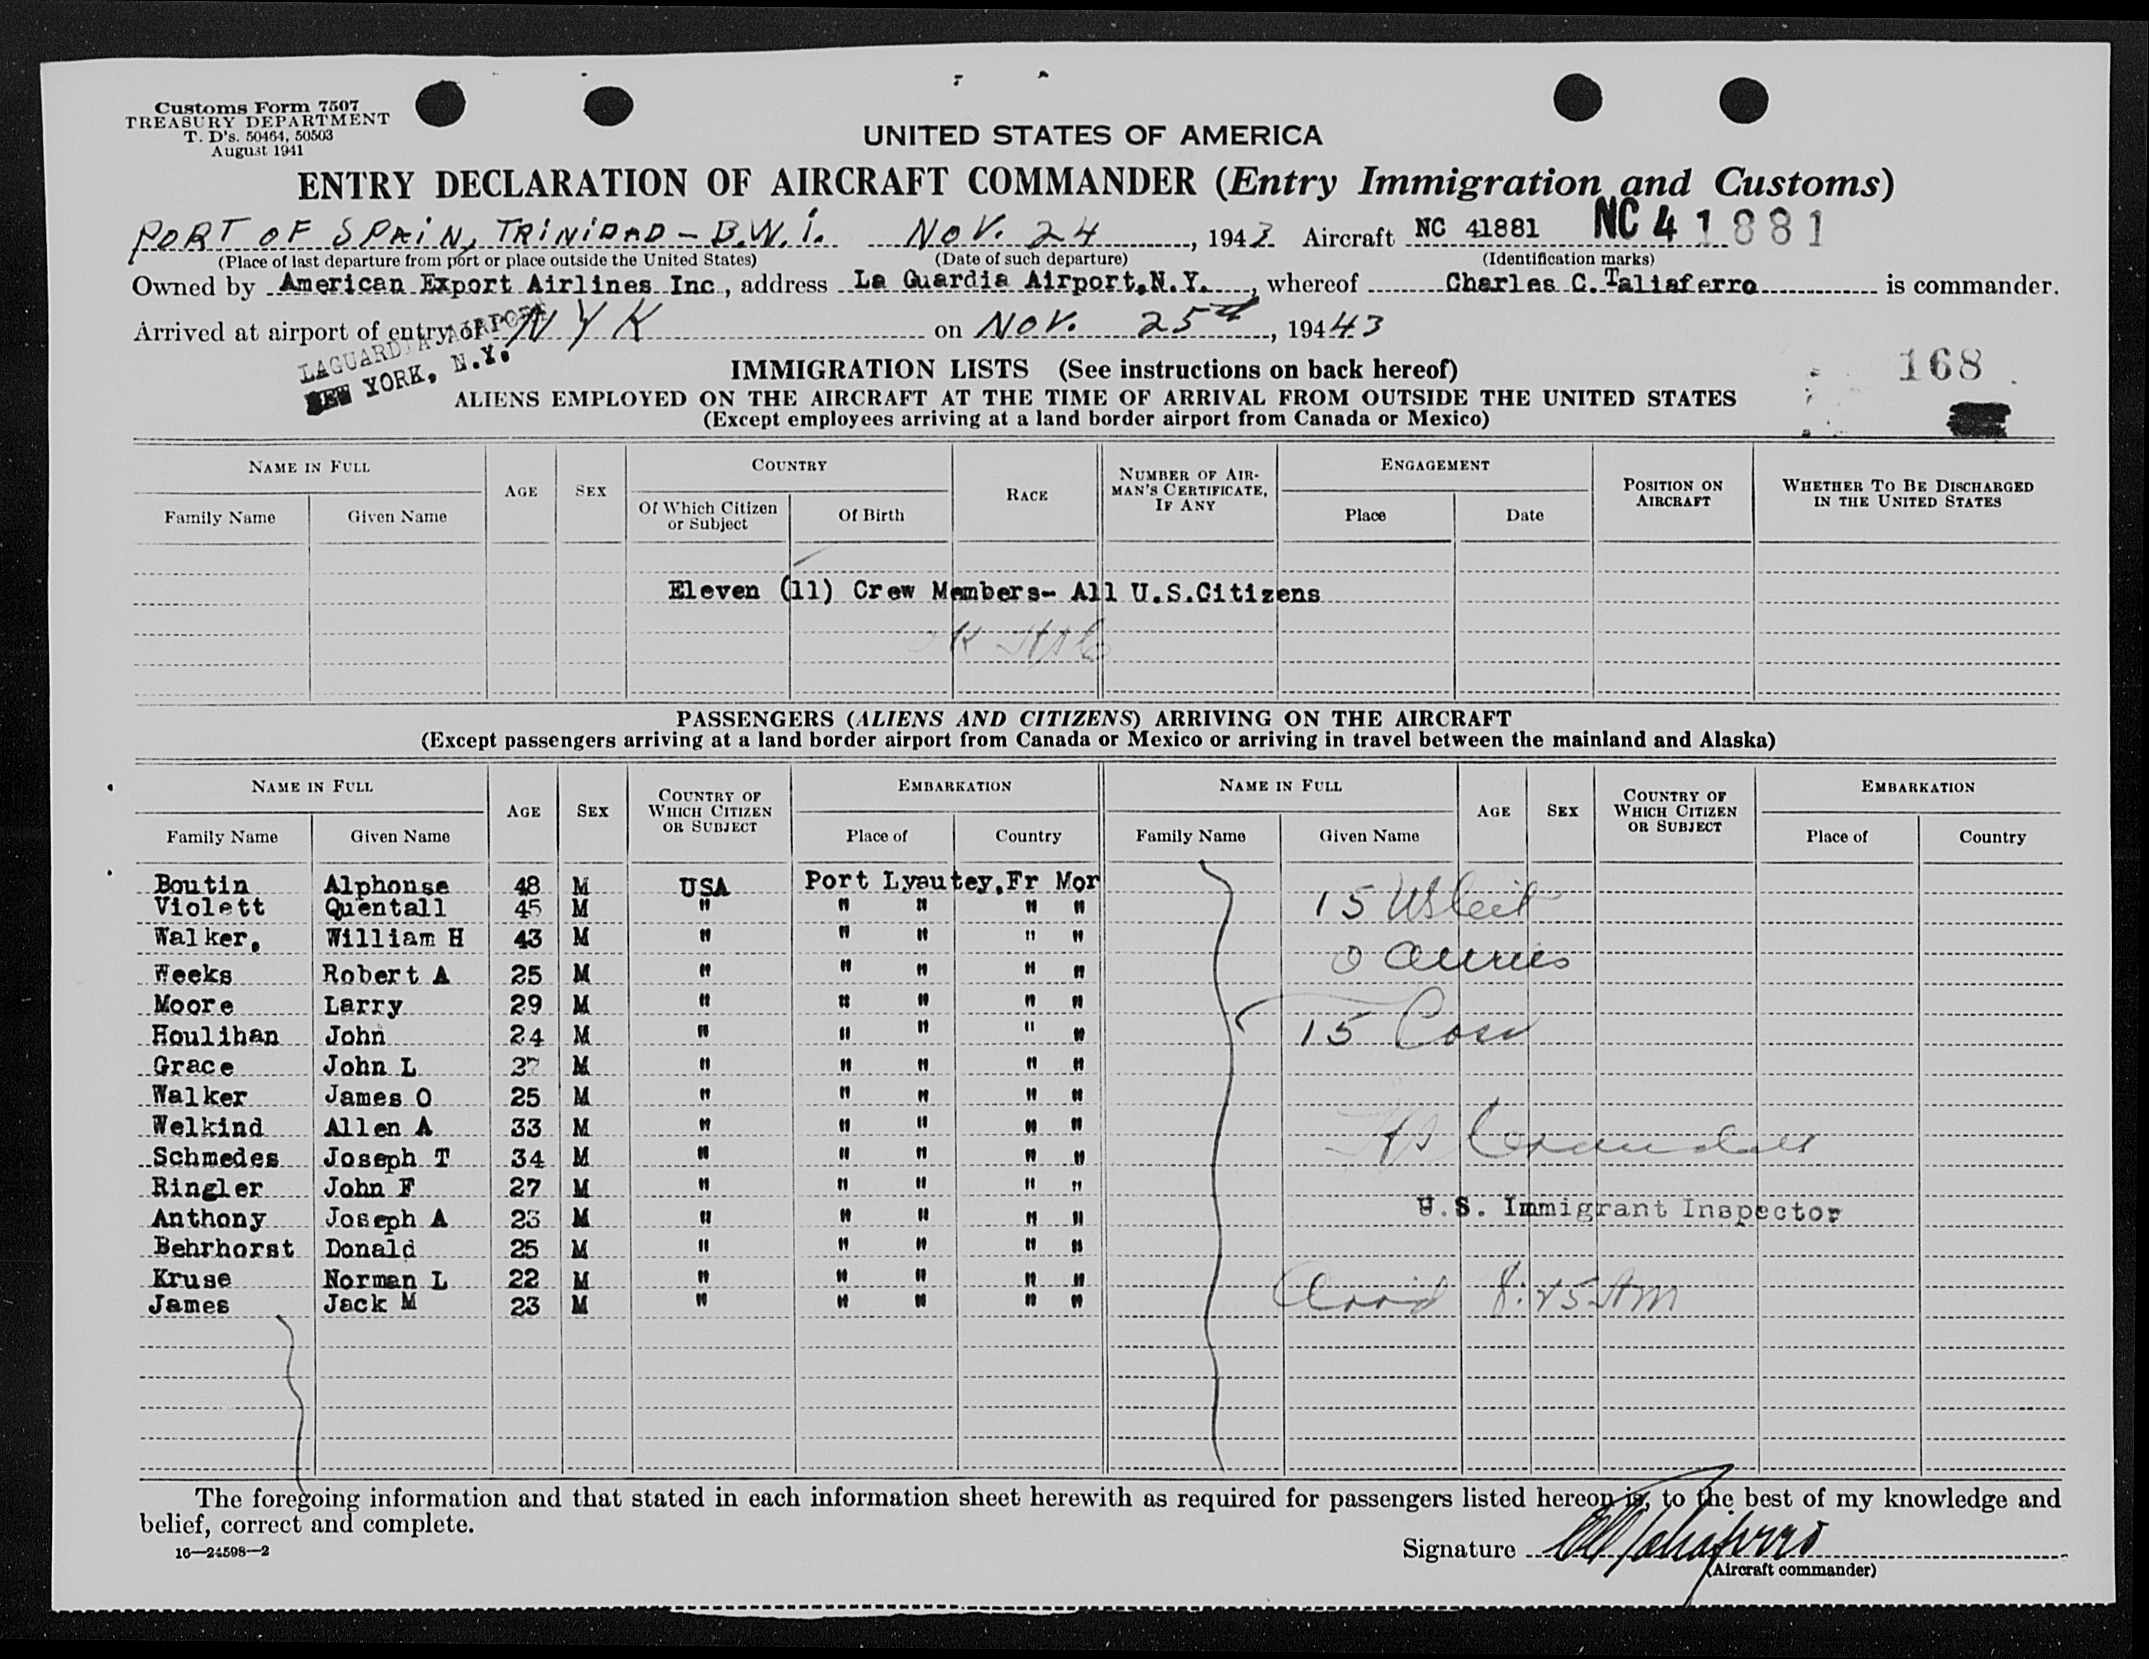 Customs Form 7507
TREASURY DEPARTMENT
T. D's. 50464, 50503
August 1941
UNITED STATES OF AMERICA
ENTRY DECLARATION OF AIRCRAFT COMMANDER (Entry Immigration and Customs)
PORT OF SPAIN, TRINIDAD - B.W.I. NOV. 24, 1943 Aircraft NC 41881 NC 41881
(Place of last departure from port or place outside the United States) (Date of such departure) (Identification marks)
Owned by American Export Airlines Inc, address La Guardia Airport, N.Y., whereof Charles C. Taliaferro is commander.
Arrived at airport of entry of NYK on NOV. 25th, 19443
LAGUARDIA AIRPORT
NEW YORK, N.Y.
IMMIGRATION LISTS (See instructions on back hereof)
168
ALIENS EMPLOYED ON THE AIRCRAFT AT THE TIME OF ARRIVAL FROM OUTSIDE THE UNITED STATES
(Except employees arriving at a land border airport from Canada or Mexico)
NAME IN FULL AGE SEX COUNTRY RACE NUMBER OF AIRMAN'S CERTIFICATE, IF ANY ENGAGEMENT POSITION ON AIRCRAFT WHETHER TO BE DISCHARGED IN THE UNITED STATES
Family Name Given Name Of Which Citizen or Subject Of Birth Place Date
Eleven (11) Crew Members- All U.S.Citizens
PASSENGERS (ALIENS AND CITIZENS) ARRIVING ON THE AIRCRAFT
(Except passengers arriving at a land border airport from Canada or Mexico or arriving in travel between the mainland and Alaska)
NAME IN FULL AGE SEX COUNTRY OF WHICH CITIZEN OR SUBJECT EMBARKATION NAME IN FULL AGE SEX COUNTRY OF WHICH CITIZEN OR SUBJECT EMBARKATION
Family Name Given Name Place of Country Family Name Given Name Place of Country
Boutin Alphonse 48 M USA Port Lyautey,Fr Mor 15 US Cit
Violett Quentall 45 M " " " " "
Walker, William H 43 M " " " " "
Weeks Robert A 25 M " " " " " 0 Aliens
Moore Larry 29 M " " " " "
Houlihan John 24 M " " " " " 15
Grace John L 27 M " " " " "
Walker James O 25 M " " " " "
Welkind Allen A 33 M " " " " "
Schmedes Joseph T 34 M " " " " "
Ringler John F 27 M " " " " "
Anthony Joseph A 23 M " " " " " U.S. Immigrant Inspector
Behrhorst Donald 25 M " " " " "
Kruse Norman L 22 M " " " " "
James Jack M 23 M " " " " " 8:25 AM
The foregoing information and that stated in each information sheet herewith as required for passengers listed hereon is, to the best of my knowledge and
belief, correct and complete.
16—24598—2
Signature CC Taliaferro
(Aircraft commander)